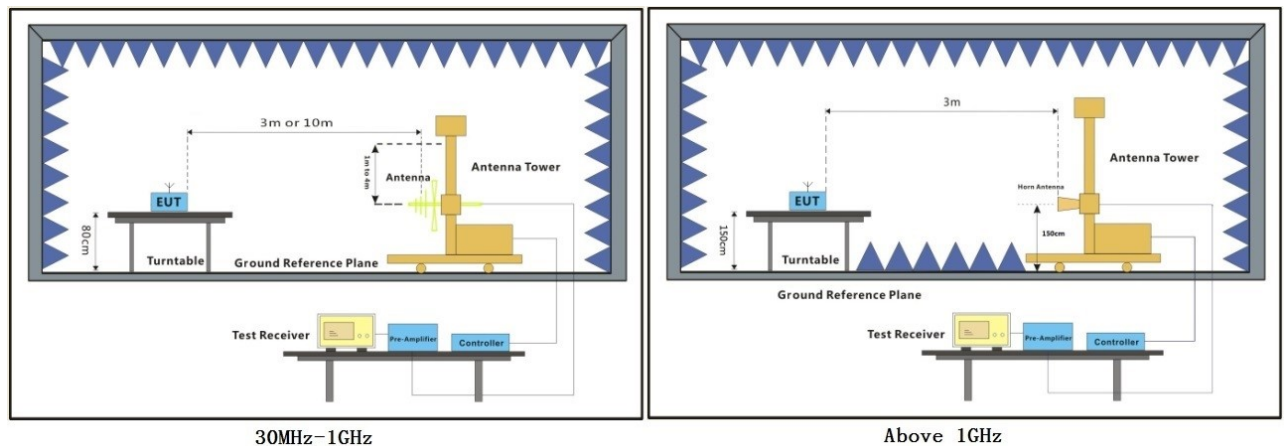 3m or 10m
1m to 4m
Antenna
Antenna Tower
EUT
80cm
Turntable
Ground Reference Plane
Test Receiver
Pre-Amplifier
Controller
30MHz-1GHz
3m
Antenna Tower
Horn Antenna
EUT
150cm
150cm
Turntable
Ground Reference Plane
Test Receiver
Pre-Amplifier
Controller
Above 1GHz